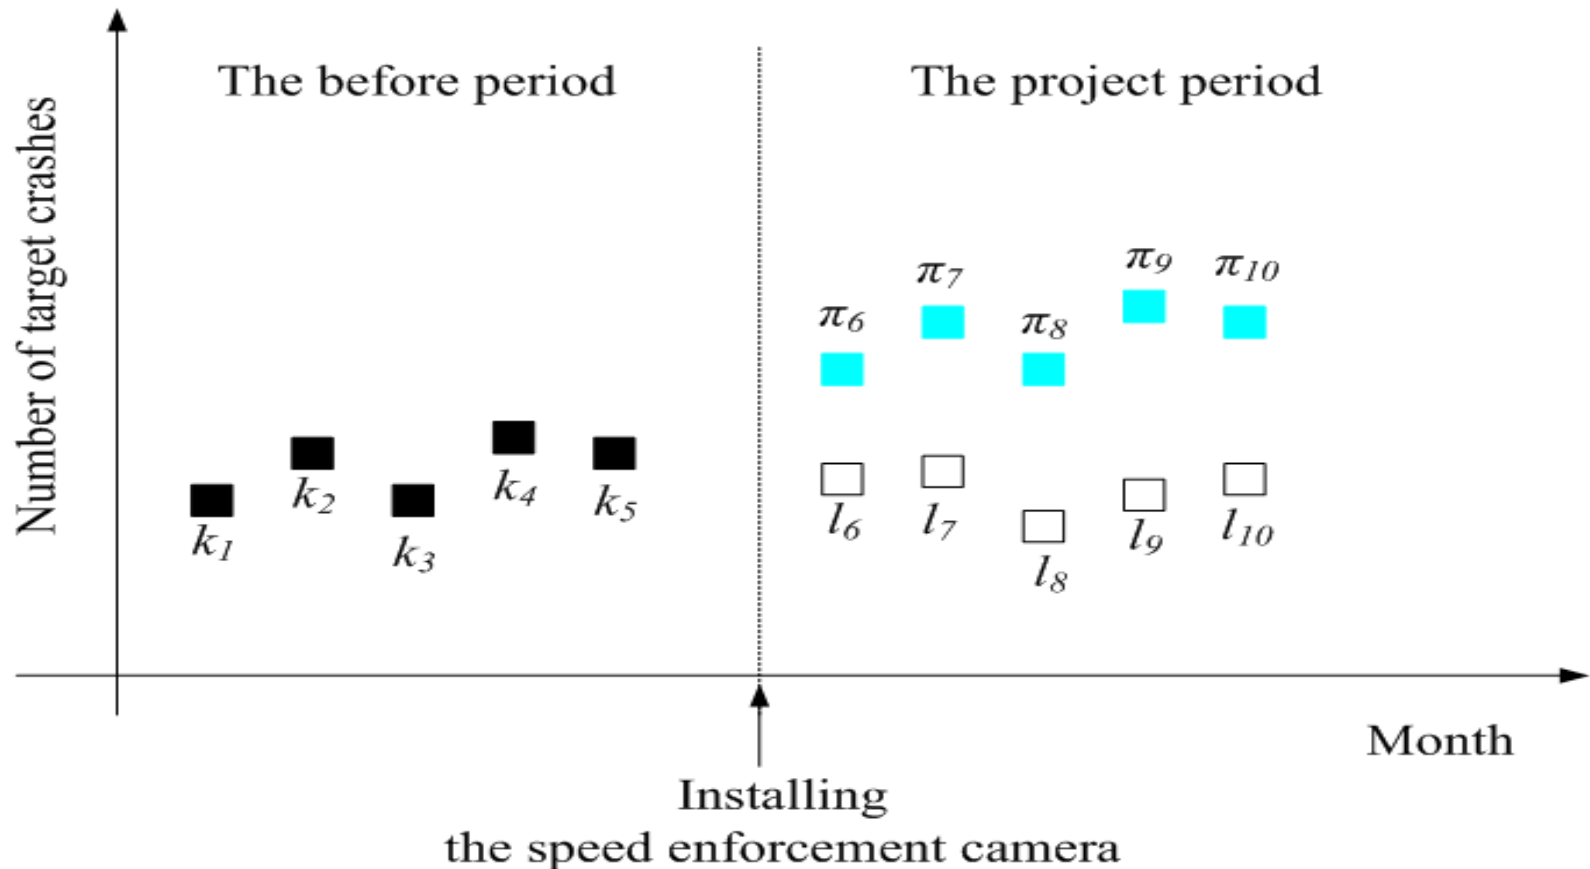 The before period
The project period
Number of target crashes
π6
π7
π8
π9
π10
k1
k2
k3
k4
k5
l6
l7
l8
l9
l10
Month
Installing
the speed enforcement camera